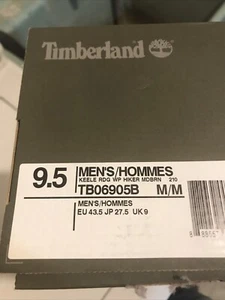 Timberland
9.5
MEN'S/HOMMES
KEELE RDG WP HIKER MDBRN 210
TB06905B M/M
MEN'S/HOMMES
EU 43.5 JP 27.5 UK 9